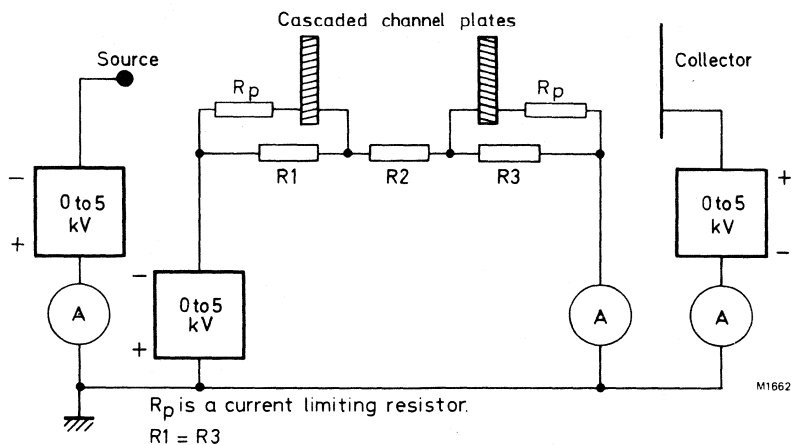 Cascaded channel plates
Source
Collector
Rp
Rp
R1
R2
R3
−
0 to 5
kV
+
A
−
0 to 5
kV
+
A
+
0 to 5
kV
−
A
M1662
Rp is a current limiting resistor.
R1 = R3